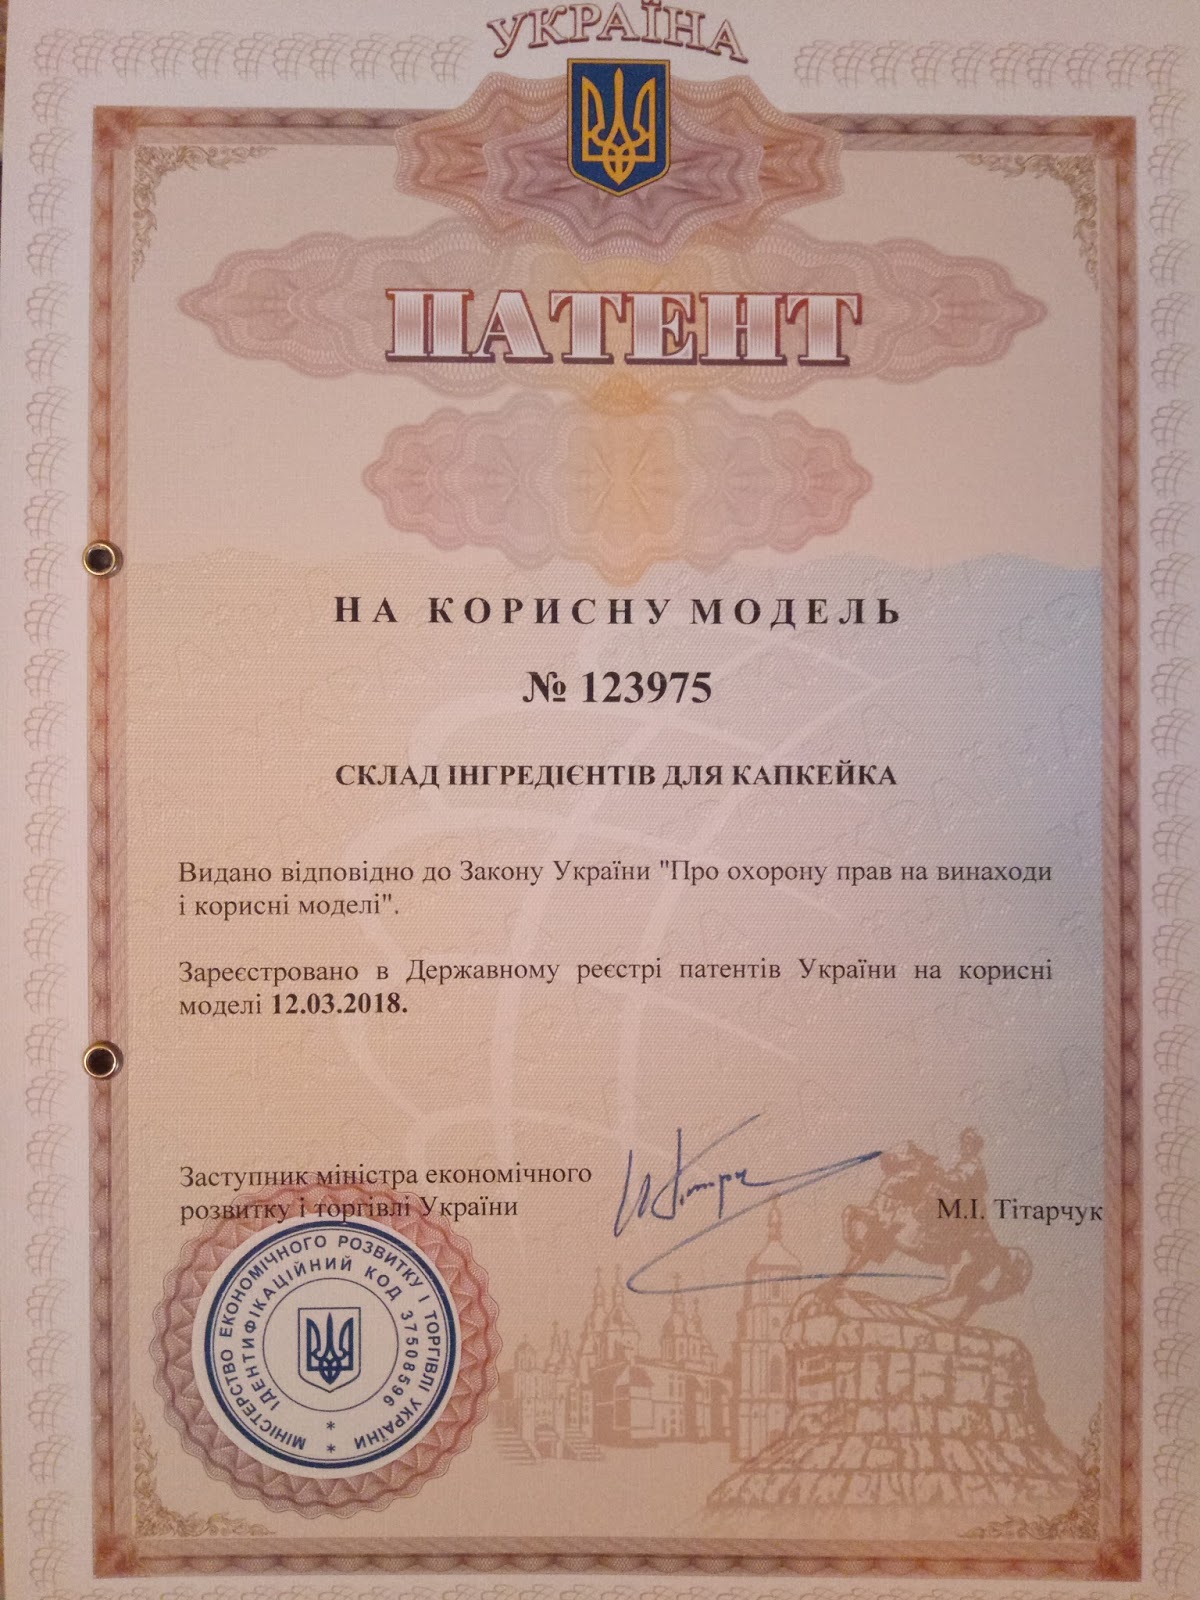 УКРАЇНА
ПАТЕНТ
НА КОРИСНУ МОДЕЛЬ
№ 123975
СКЛАД ІНГРЕДІЄНТІВ ДЛЯ КАПКЕЙКА
Видано відповідно до Закону України "Про охорону прав на винаходи
і корисні моделі".
Зареєстровано в Державному реєстрі патентів України на корисні
моделі 12.03.2018.
Заступник міністра економічного
розвитку і торгівлі України
М.І. Тітарчук
МІНІСТЕРСТВО ЕКОНОМІЧНОГО РОЗВИТКУ І ТОРГІВЛІ УКРАЇНИ *
ІДЕНТИФІКАЦІЙНИЙ КОД 37508596 *